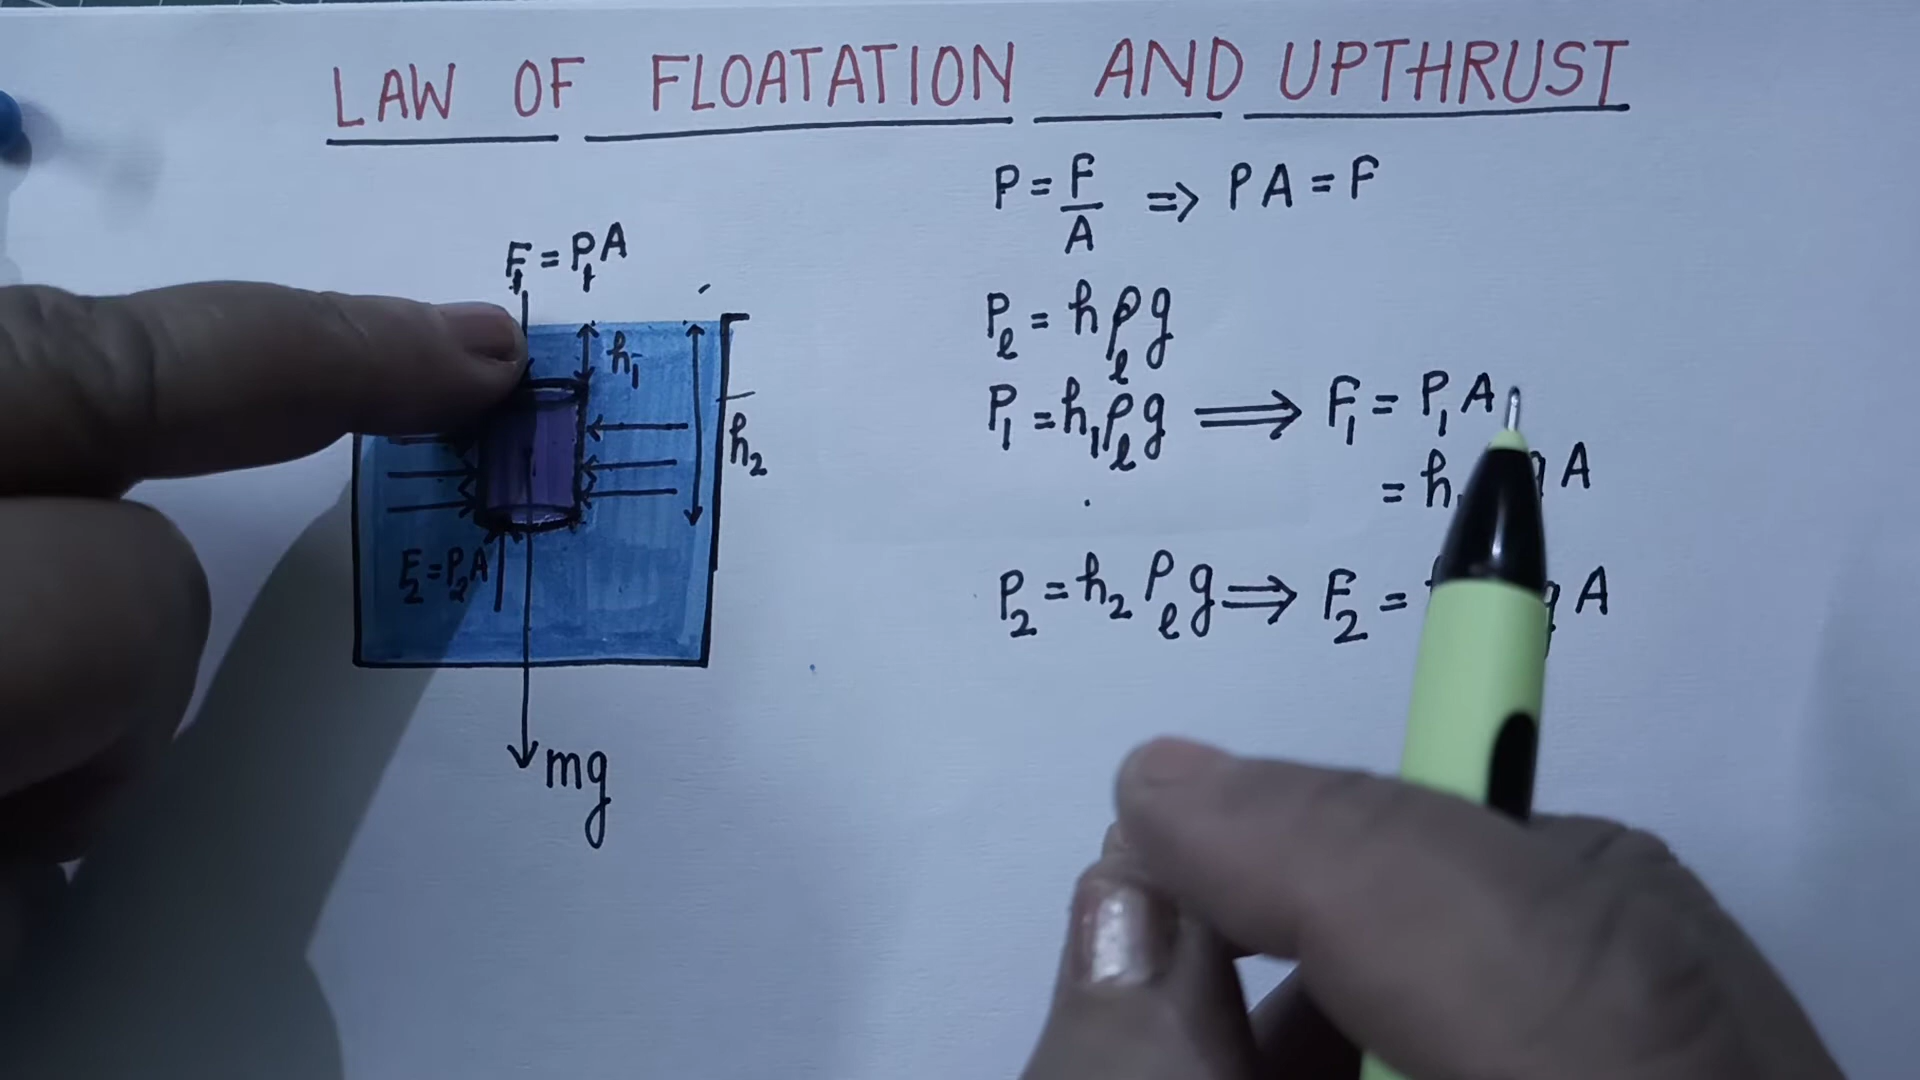 LAW OF FLOATATION AND UPTHRUST
P = F/A => PA = F
F₁ = P₁A
Pℓ = hρℓg
h₁
P₁ = h₁ρℓg ⟹ F₁ = P₁A
h₂
= h A
F₂ = P₂A
P₂ = h₂ρℓg ⟹ F₂ = A
mg